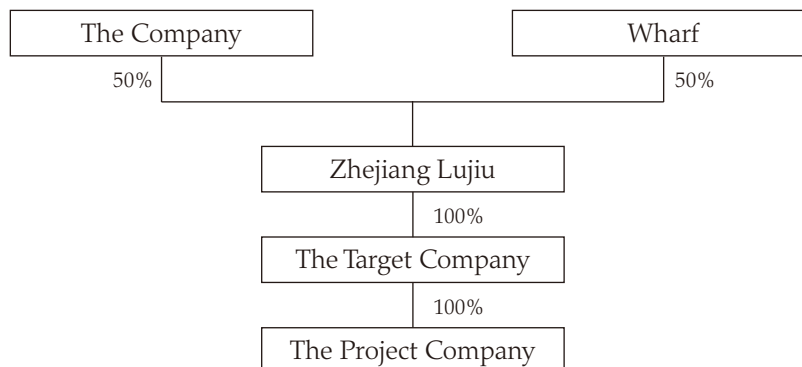 The Company
Wharf
50%
50%
Zhejiang Lujiu
100%
The Target Company
100%
The Project Company